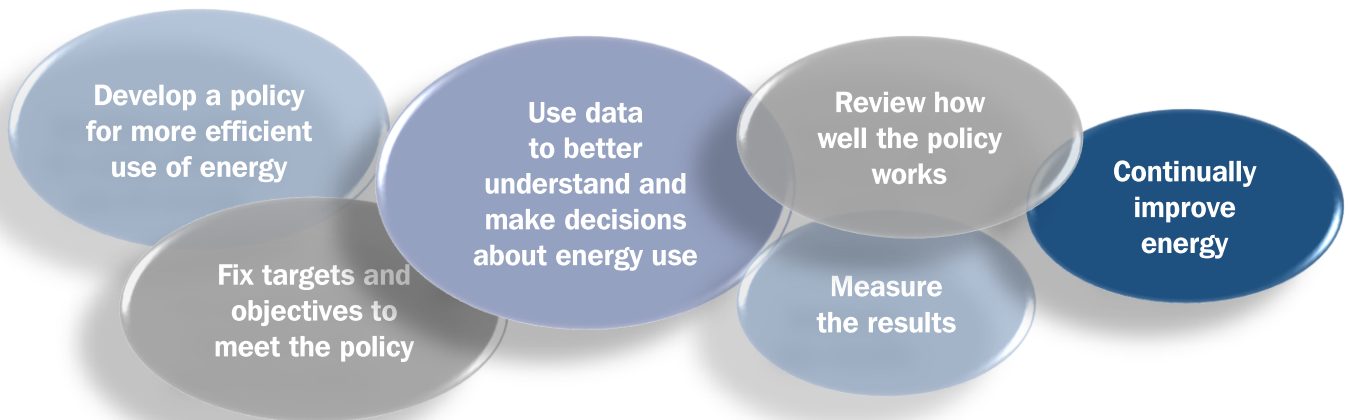 Develop a policy
for more efficient
use of energy
Fix targets and
objectives to
meet the policy
Use data
to better
understand and
make decisions
about energy use
Review how
well the policy
works
Measure
the results
Continually
improve
energy